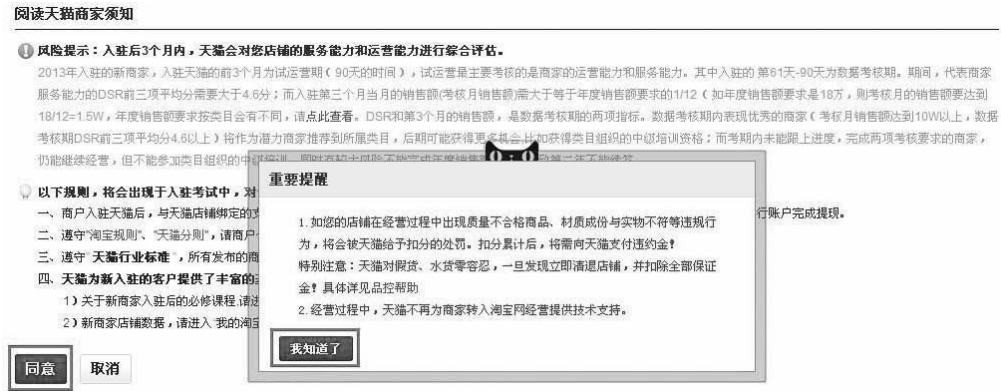 阅读天猫商家须知
风险提示：入驻后3个月内，天猫会对您店铺的服务能力和运营能力进行综合评估。
2013年入驻的新商家，入驻天猫的前3个月为试运营期（90天的时间），试运营是主要考核的是商家的运营能力和服务能力。其中入驻的 第61天-90天为数据考核期。期间，代表商家
服务能力的DSR前三项平均分需要大于4.6分；而入驻第三个月当月的销售额(考核月销售额)需大于等于年度销售额要求的1/12（如年度销售额要求是18万，则考核月的销售要达到
18/12=1.5W，年度销售额要求按类目会有不同，请点此查看。DSR和第3个月的销售额，是数据考核期的两项指标。数据考核期内表现优秀的商家（考核月销售额达到10W以上，数据
考核期DSR前三项平均分4.6以上）将作为潜力商家推荐到所属类目，后期可能获得更多机会,比如获得类目组织的中级培训资格；而考期内未能跟上进度，完成两项考核要求的商家，
仍能继续经营，但不能参加类目组织的中级培训，同时有较大风险不能完成年度销售
以下规则，将会出现于入驻考试中，对
一、商户入驻天猫后，与天猫店铺绑定的支 行账户完成提现。
二、遵守"淘宝规则"、"天猫分则"，请商户
三、遵守"天猫行业标准"，所有发布的商
四、天猫为新入驻的客户提供了丰富的
1）关于新商家入驻后的必修课程,请进
2）新商家店铺数据，请进入 我的淘宝
重要提醒
1. 如您的店铺在经营过程中出现质量不合格商品、材质成份与实物不符等违规行
为，将会被天猫给予扣分的处罚。扣分累计后，将需向天猫支付违约金！
特别注意：天猫对假货、水货零容忍，一旦发现立即清退店铺，并扣除全部保证
金！具体详见品控帮助
2. 经营过程中，天猫不再为商家转入淘宝网经营提供技术支持。
我知道了
同意 取消